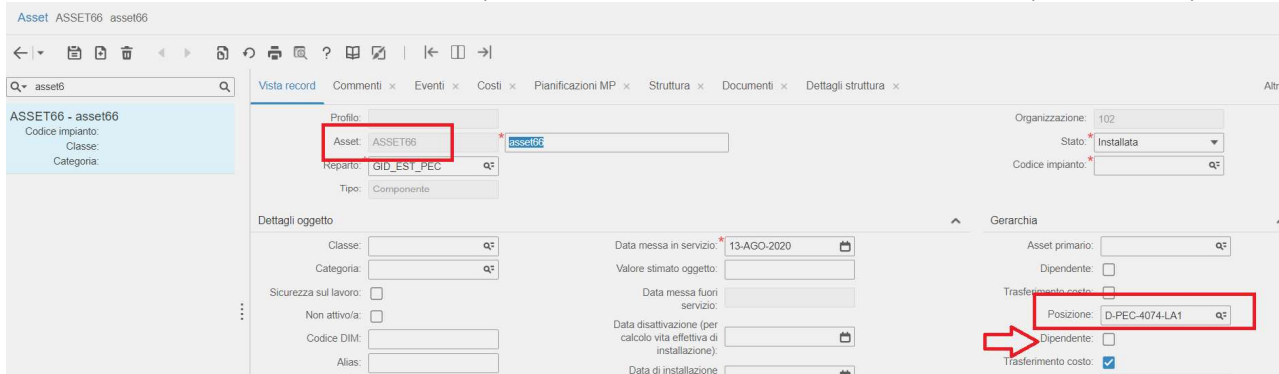 Asset ASSET66 asset66
asset6
Vista record Commenti × Eventi × Costi × Pianificazioni MP × Struttura × Documenti × Dettagli struttura ×
ASSET66 - asset66
Codice impianto:
Classe:
Categoria:
Profilo:
Organizzazione: 102
Asset: ASSET66 * asset66
Stato: * Installata
Reparto: * GID_EST_PEC
Codice impianto: *
Tipo: Componente
Dettagli oggetto
Gerarchia
Classe:
Data messa in servizio: * 13-AGO-2020
Asset primario:
Categoria:
Valore stimato oggetto:
Dipendente:
Sicurezza sul lavoro:
Data messa fuori
servizio:
Trasferimento costo:
Non attivo/a:
Posizione: D-PEC-4074-LA1
Codice DIM:
Data disattivazione (per
calcolo vita effettiva di
installazione):
Dipendente:
Alias:
Data di installazione
Trasferimento costo: